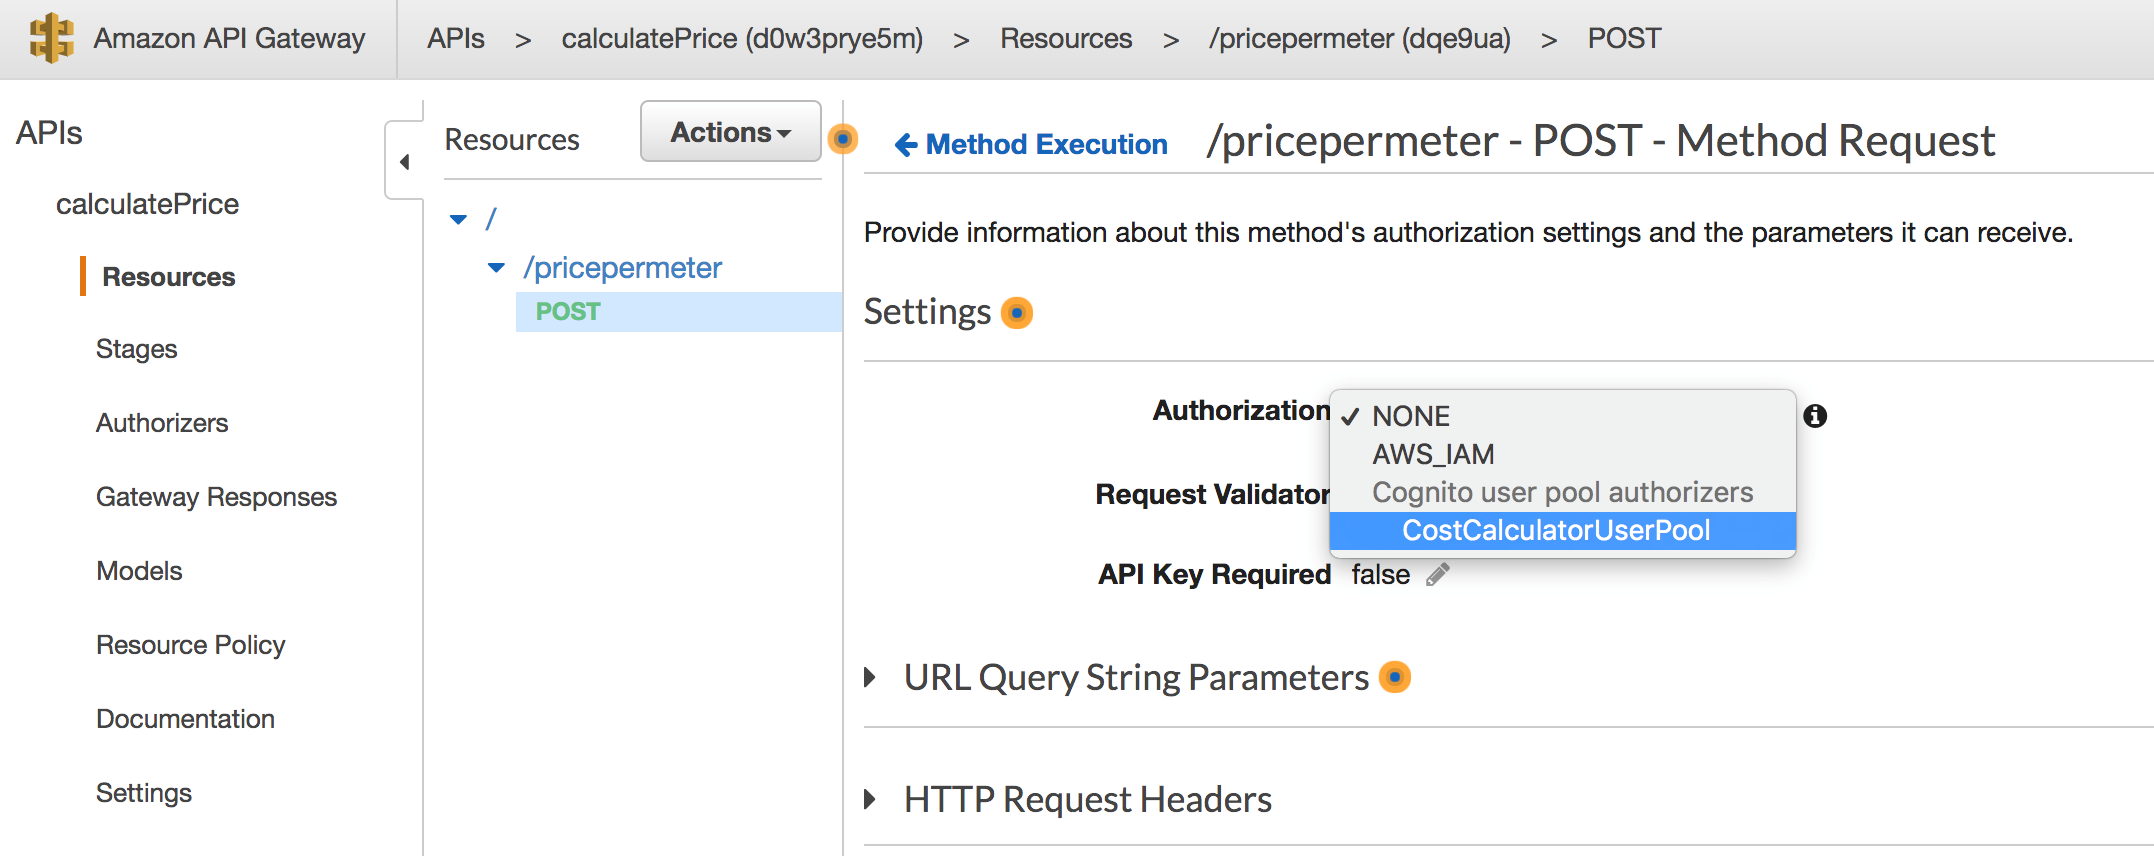 Amazon API Gateway APIs > calculatePrice (d0w3prye5m) > Resources > /pricepermeter (dqe9ua) > POST
APIs
calculatePrice
Resources
Stages
Authorizers
Gateway Responses
Models
Resource Policy
Documentation
Settings
Resources Actions
/
/pricepermeter
POST
Method Execution /pricepermeter - POST - Method Request
Provide information about this method's authorization settings and the parameters it can receive.
Settings
Authorization ✓ NONE
AWS_IAM
Cognito user pool authorizers
Request Validator
CostCalculatorUserPool
API Key Required false
URL Query String Parameters
HTTP Request Headers